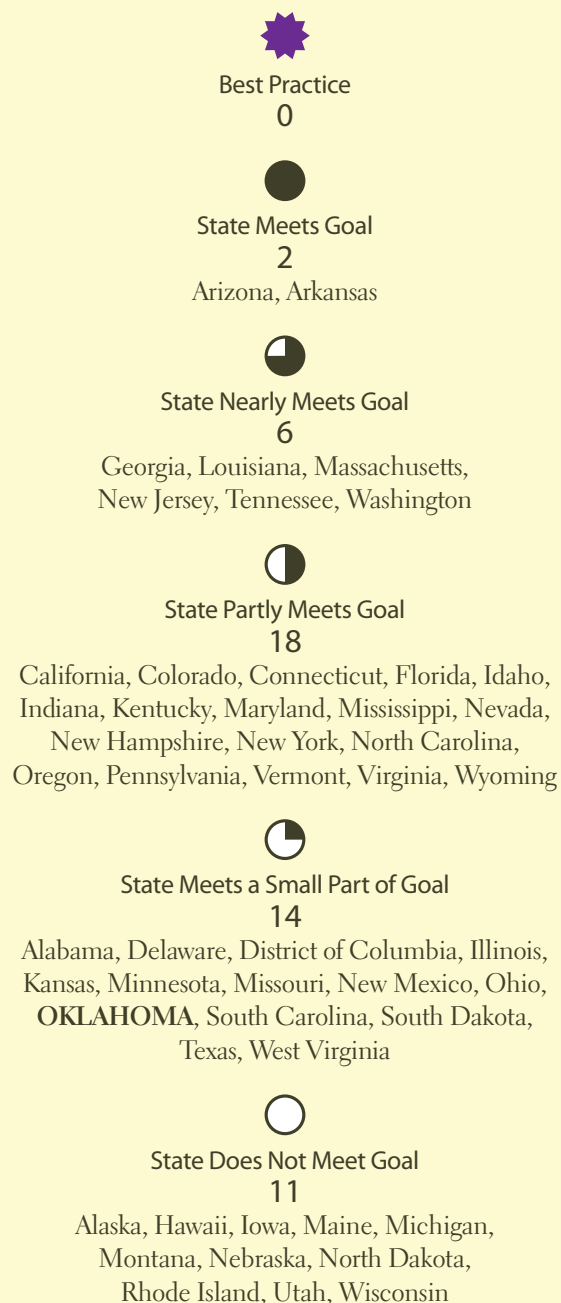 Best Practice
0
State Meets Goal
2
Arizona, Arkansas
State Nearly Meets Goal
6
Georgia, Louisiana, Massachusetts,
New Jersey, Tennessee, Washington
State Partly Meets Goal
18
California, Colorado, Connecticut, Florida, Idaho,
Indiana, Kentucky, Maryland, Mississippi, Nevada,
New Hampshire, New York, North Carolina,
Oregon, Pennsylvania, Vermont, Virginia, Wyoming
State Meets a Small Part of Goal
14
Alabama, Delaware, District of Columbia, Illinois,
Kansas, Minnesota, Missouri, New Mexico, Ohio,
OKLAHOMA, South Carolina, South Dakota,
Texas, West Virginia
State Does Not Meet Goal
11
Alaska, Hawaii, Iowa, Maine, Michigan,
Montana, Nebraska, North Dakota,
Rhode Island, Utah, Wisconsin